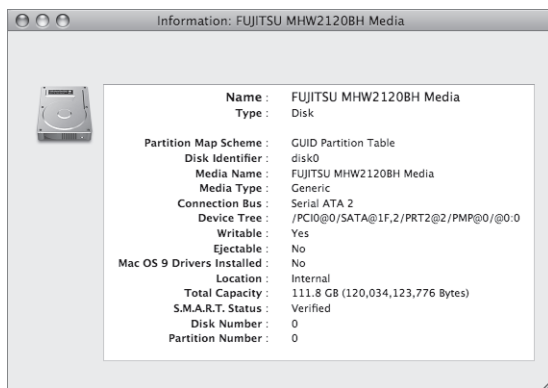 Information: FUJITSU MHW2120BH Media
Name : FUJITSU MHW2120BH Media
Type : Disk
Partition Map Scheme : GUID Partition Table
Disk Identifier : disk0
Media Name : FUJITSU MHW2120BH Media
Media Type : Generic
Connection Bus : Serial ATA 2
Device Tree : /PCI0@0/SATA@1F,2/PRT2@2/PMP@0/@0:0
Writable : Yes
Ejectable : No
Mac OS 9 Drivers Installed : No
Location : Internal
Total Capacity : 111.8 GB (120,034,123,776 Bytes)
S.M.A.R.T. Status : Verified
Disk Number : 0
Partition Number : 0